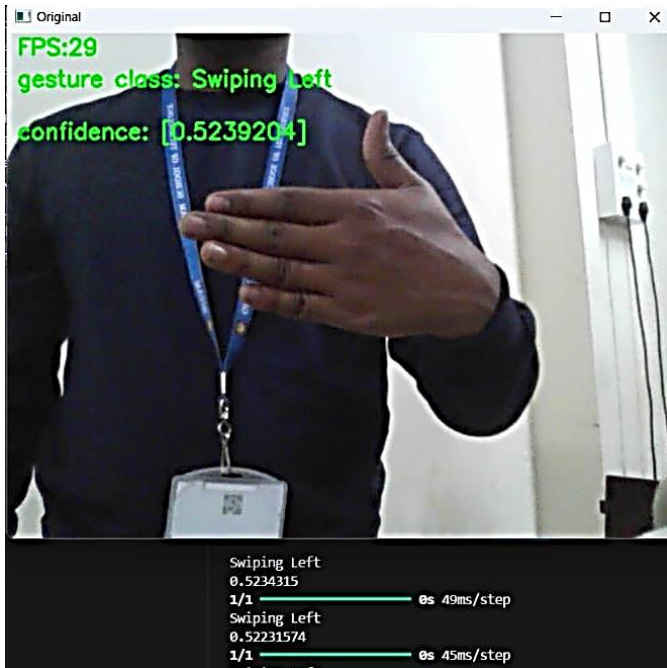 Original
FPS:29
gesture class: Swiping Left
confidence: [0.5239204]
Swiping Left
0.5234315
1/1 0s 49ms/step
Swiping Left
0.52231574
1/1 0s 45ms/step